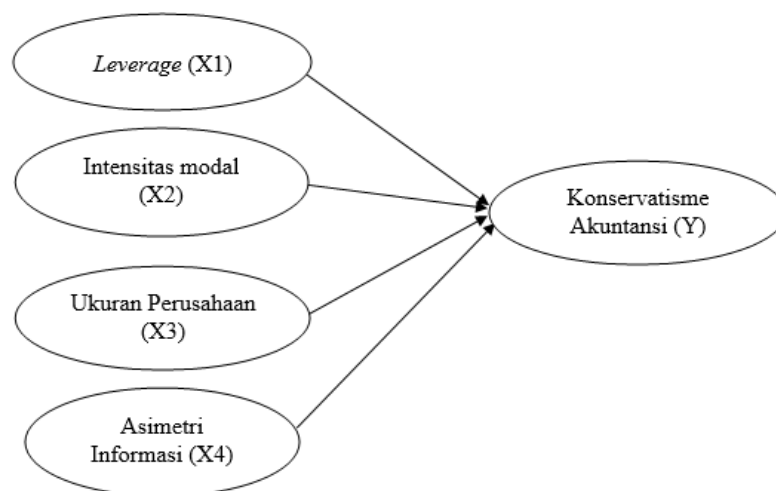 Leverage (X1)
Intensitas modal
(X2)
Ukuran Perusahaan
(X3)
Asimetri
Informasi (X4)
Konservatisme
Akuntansi (Y)